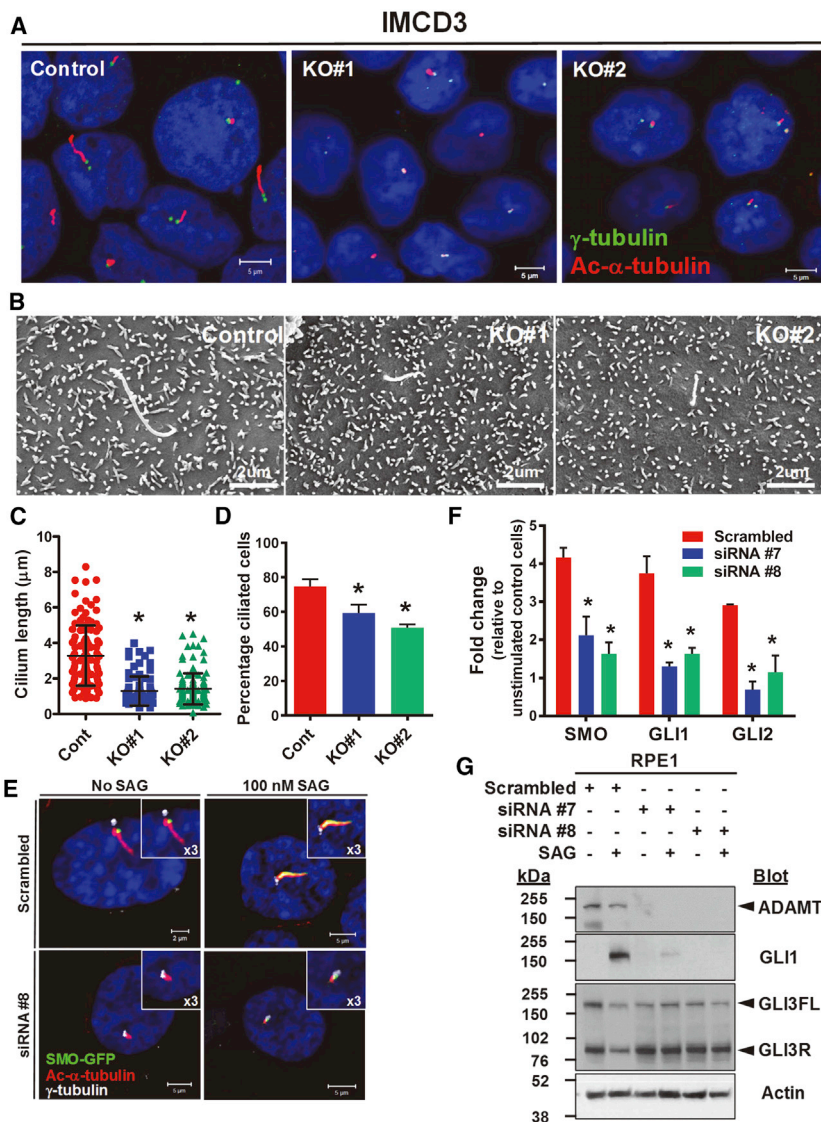 IMCD3
A
Control
KO#1
KO#2
γ-tubulin
Ac-α-tubulin
5 µm
5 µm
5 µm
B
Control
KO#1
KO#2
2um
2um
2um
C
Cilium length (µm)
10
8
6
4
2
0
*
*
Cont
KO#1
KO#2
D
Percentage ciliated cells
100
80
60
40
20
0
*
*
Cont
KO#1
KO#2
F
Fold change
(relative to
unstimulated control cells)
5
4
3
2
1
0
Scrambled
siRNA #7
siRNA #8
*
*
*
*
*
*
SMO
GLI1
GLI2
E
No SAG
100 nM SAG
Scrambled
siRNA #8
x3
x3
x3
x3
2 µm
5 µm
5 µm
5 µm
SMO-GFP
Ac-α-tubulin
γ-tubulin
G
RPE1
Scrambled + + - - - -
siRNA #7 - - + + - -
siRNA #8 - - - - + +
SAG - + - + - +
kDa
Blot
255
150
ADAMT
255
150
GLI1
255
150
102
76
GLI3FL
GLI3R
52
38
Actin